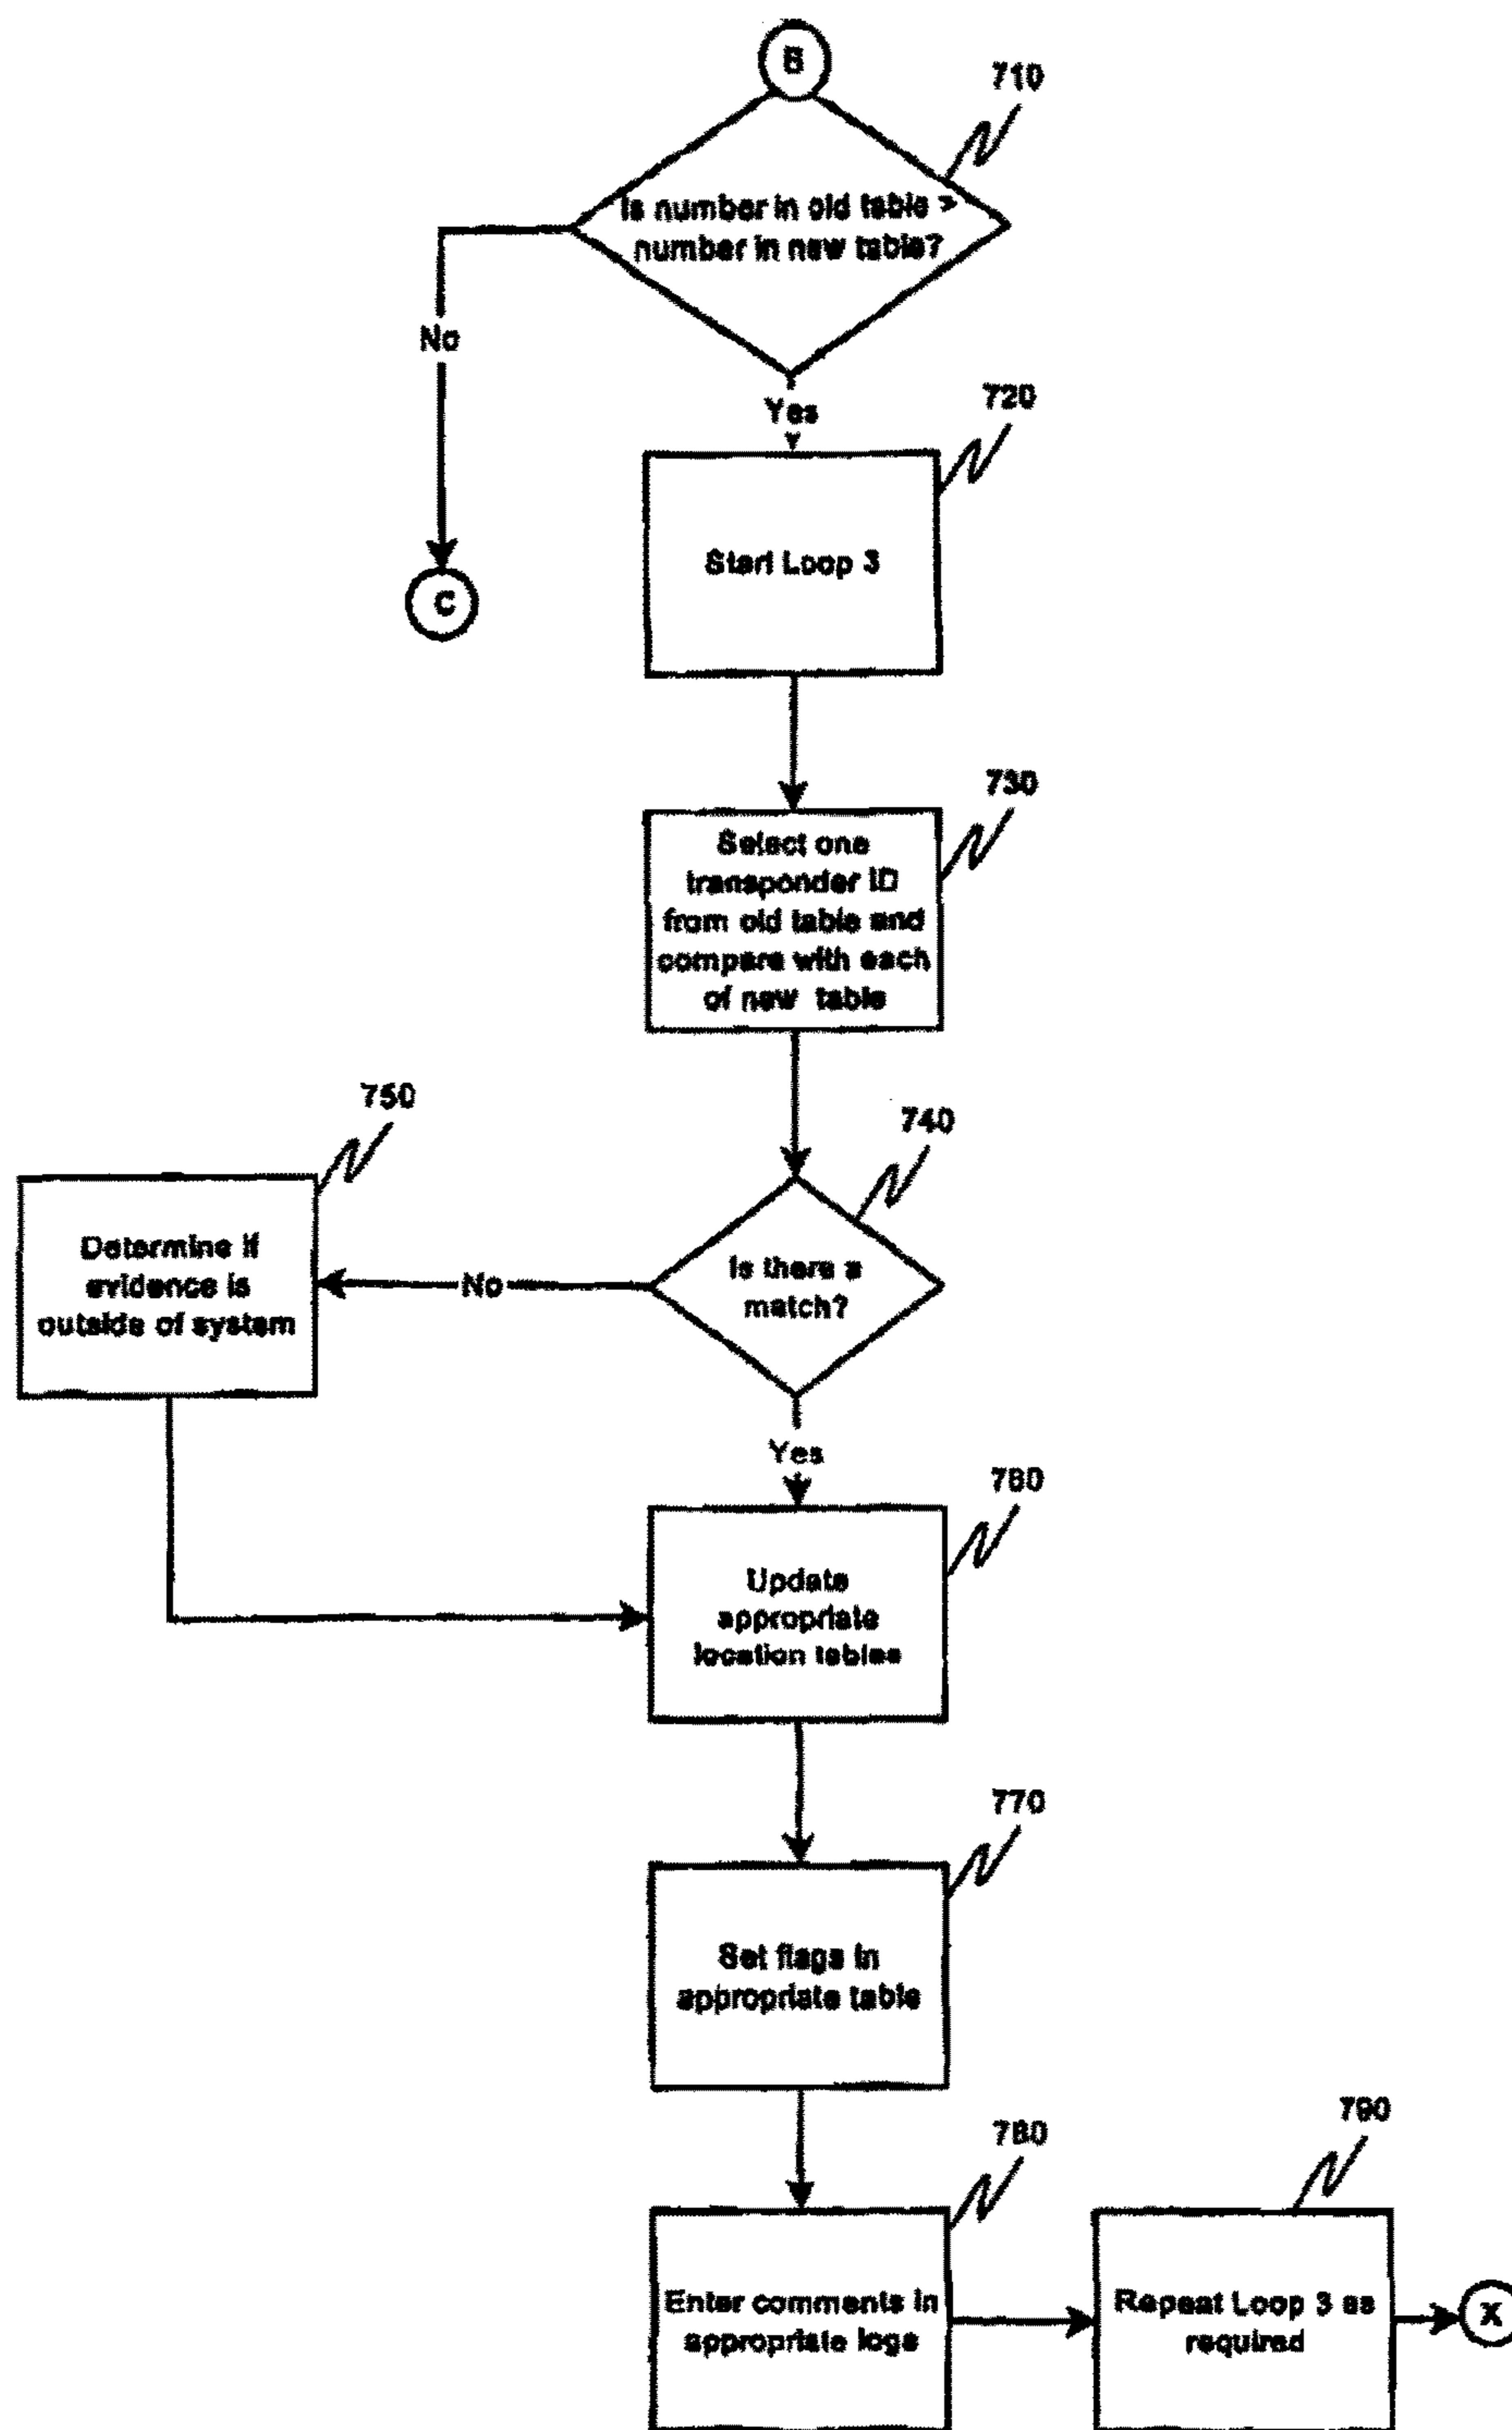 B
710
Is number in old table >
number in new table?
No
Yes
720
C
Start Loop 3
730
Select one
transponder ID
from old table and
compare with each
of new table
750
740
Determine if
evidence is
outside of system
No
Is there a
match?
Yes
760
Update
appropriate
location tables
770
Set flags in
appropriate table
780
790
Enter comments in
appropriate logs
Repeat Loop 3 as
required
X